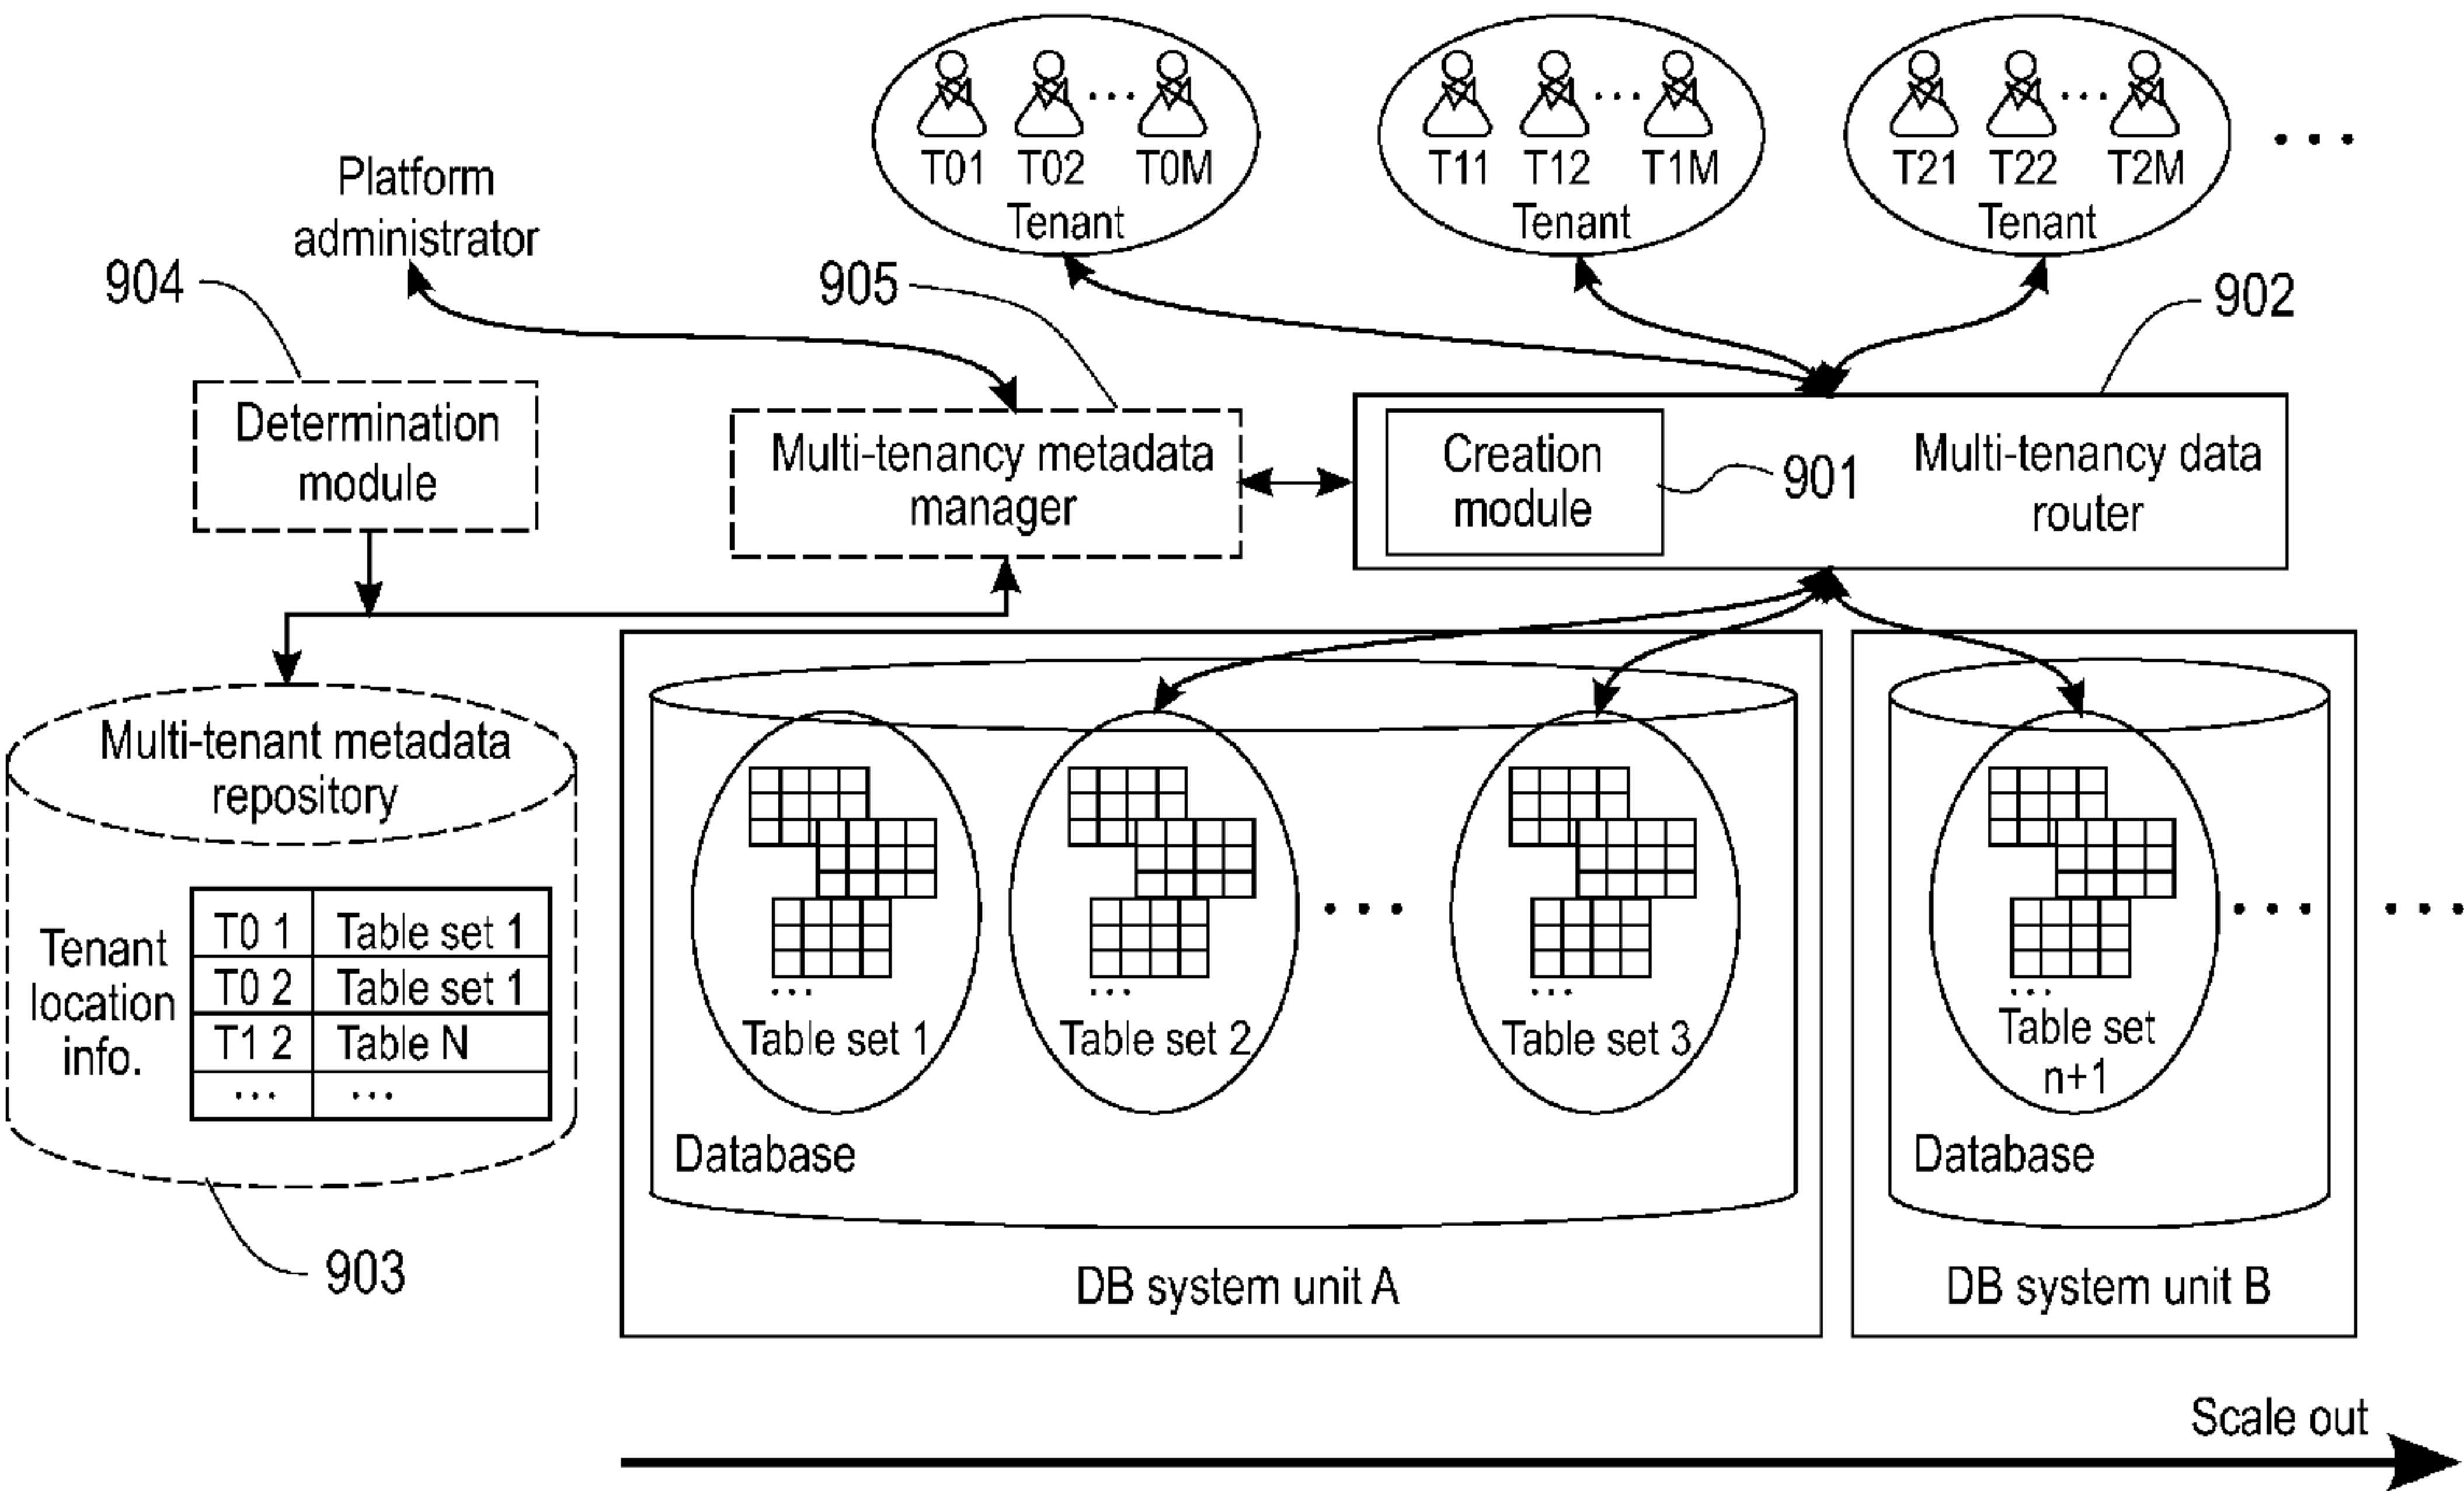 T01 T02 ... T0M
Tenant
T11 T12 ... T1M
Tenant
T21 T22 ... T2M
Tenant
...
Platform
administrator
904
905
902
Determination
module
Multi-tenancy metadata
manager
Creation
module
901
Multi-tenancy data
router
Multi-tenant metadata
repository
Tenant
location
info.
T0 1 Table set 1
T0 2 Table set 1
T1 2 Table N
... ...
903
...
Table set 1
...
Table set 2
...
...
Table set 3
Database
DB system unit A
...
Table set
n+1
...
Database
DB system unit B
...
Scale out